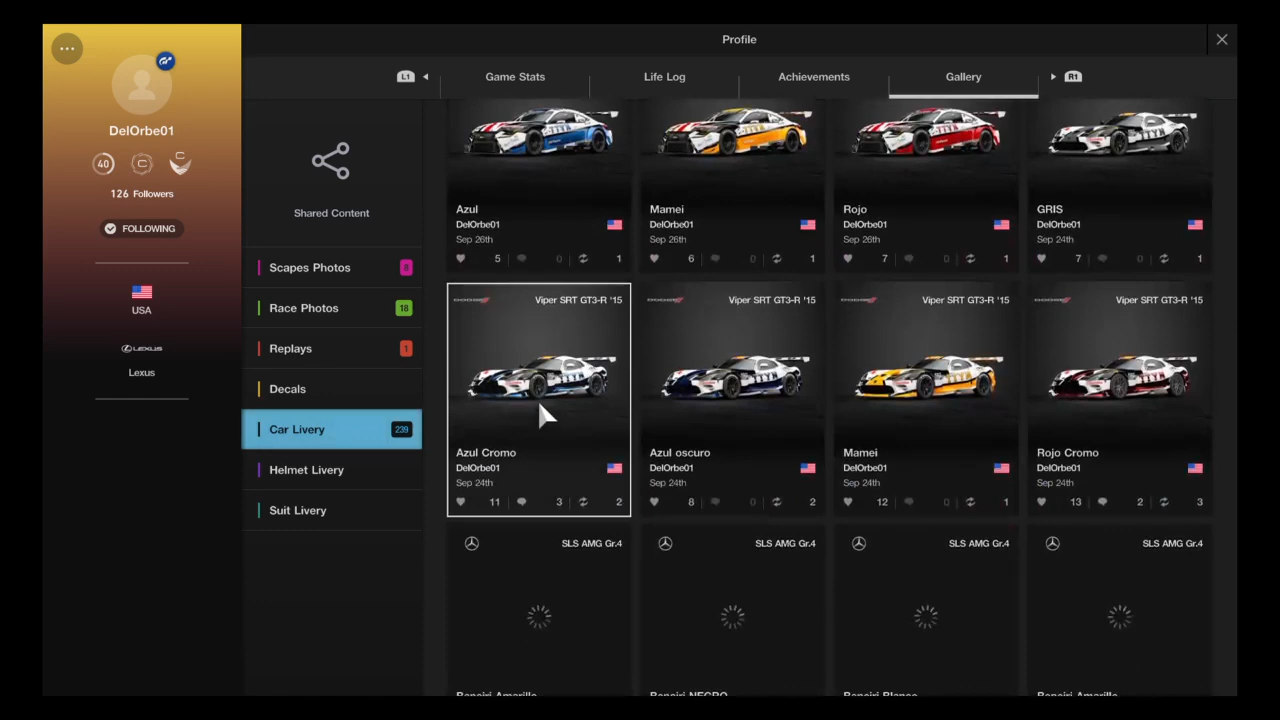 Profile
L1
Game Stats
Life Log
Achievements
Gallery
R1
DelOrbe01
40
C
C
126 Followers
FOLLOWING
USA
LEXUS
Lexus
Shared Content
Scapes Photos
Race Photos 18
Replays 1
Decals
Car Livery 239
Helmet Livery
Suit Livery
Azul
DelOrbe01
Sep 26th
5 0 1
Mamei
DelOrbe01
Sep 26th
6 0 1
Rojo
DelOrbe01
Sep 26th
7 0 1
GRIS
DelOrbe01
Sep 24th
7 0 1
Viper SRT GT3-R '15
Azul Cromo
DelOrbe01
Sep 24th
11 3 2
Viper SRT GT3-R '15
Azul oscuro
DelOrbe01
Sep 24th
8 0 2
Viper SRT GT3-R '15
Mamei
DelOrbe01
Sep 24th
12 0 1
Viper SRT GT3-R '15
Rojo Cromo
DelOrbe01
Sep 24th
13 2 3
SLS AMG Gr.4
SLS AMG Gr.4
SLS AMG Gr.4
SLS AMG Gr.4